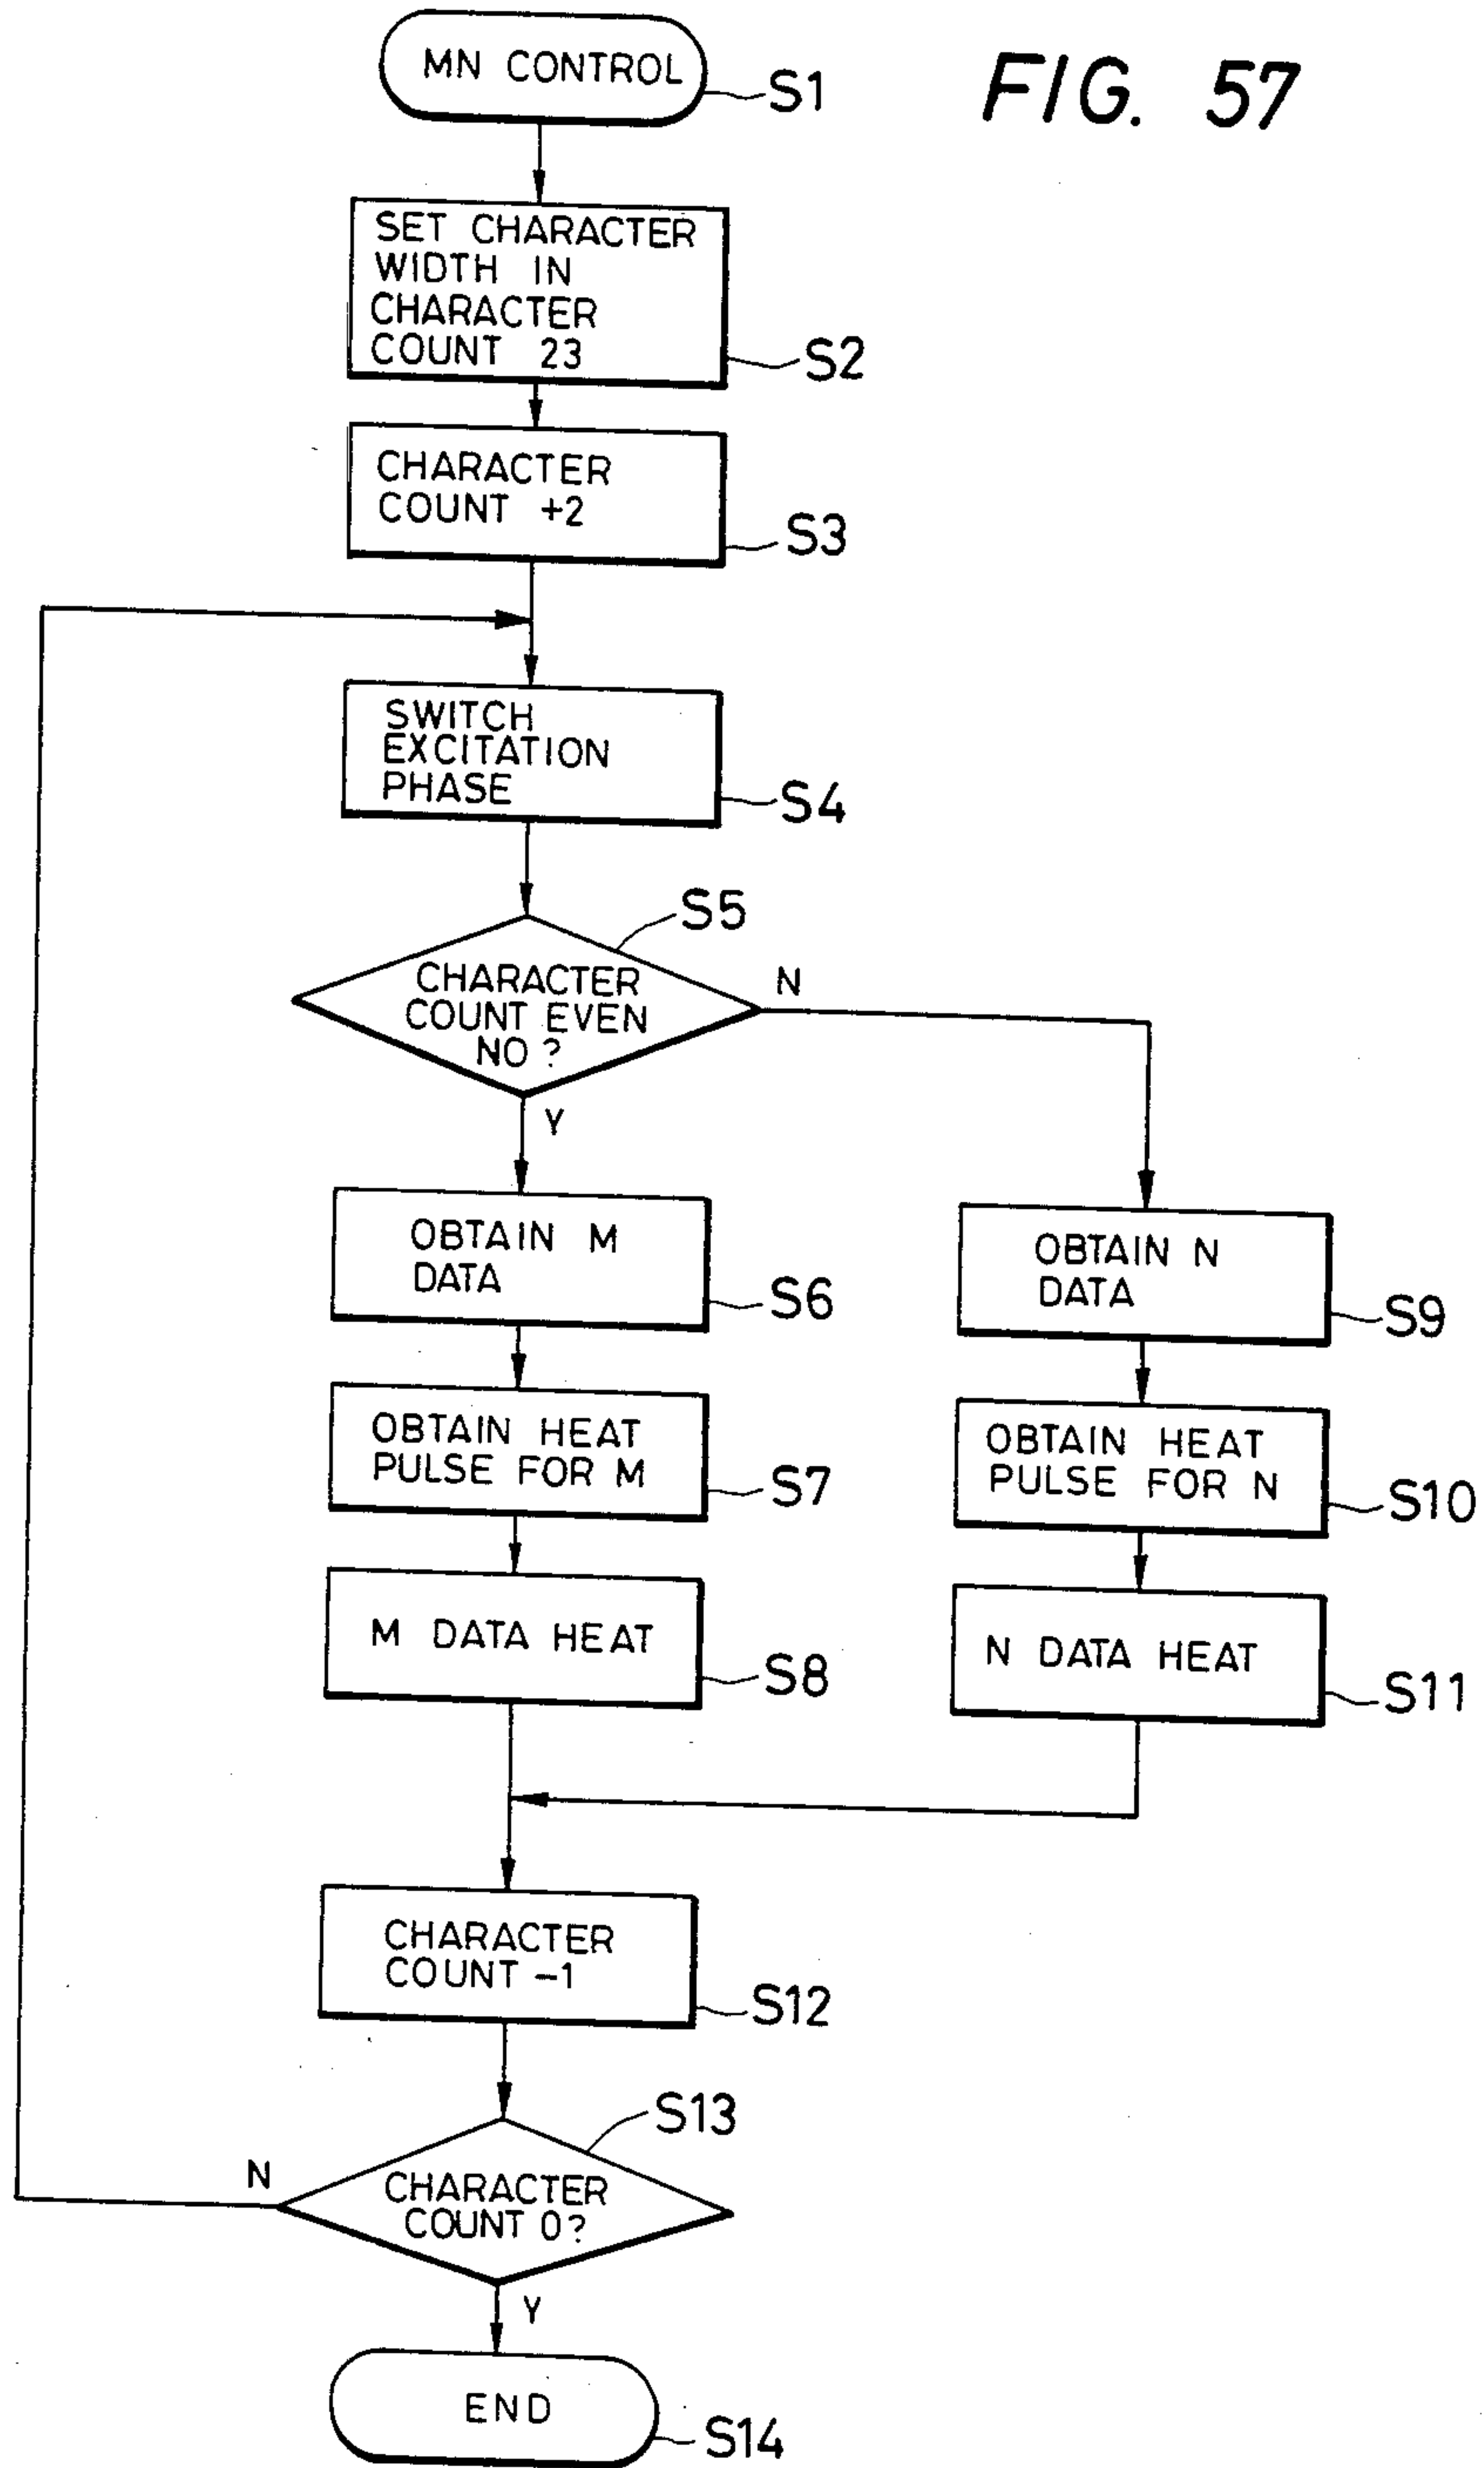 FIG. 57
MN CONTROL
S1
SET CHARACTER
WIDTH IN
CHARACTER
COUNT 23
S2
CHARACTER
COUNT +2
S3
SWITCH
EXCITATION
PHASE
S4
S5
CHARACTER
COUNT EVEN
NO?
N
Y
OBTAIN M
DATA
S6
OBTAIN N
DATA
S9
OBTAIN HEAT
PULSE FOR M
S7
OBTAIN HEAT
PULSE FOR N
S10
M DATA HEAT
S8
N DATA HEAT
S11
CHARACTER
COUNT -1
S12
S13
CHARACTER
COUNT 0?
N
Y
END
S14